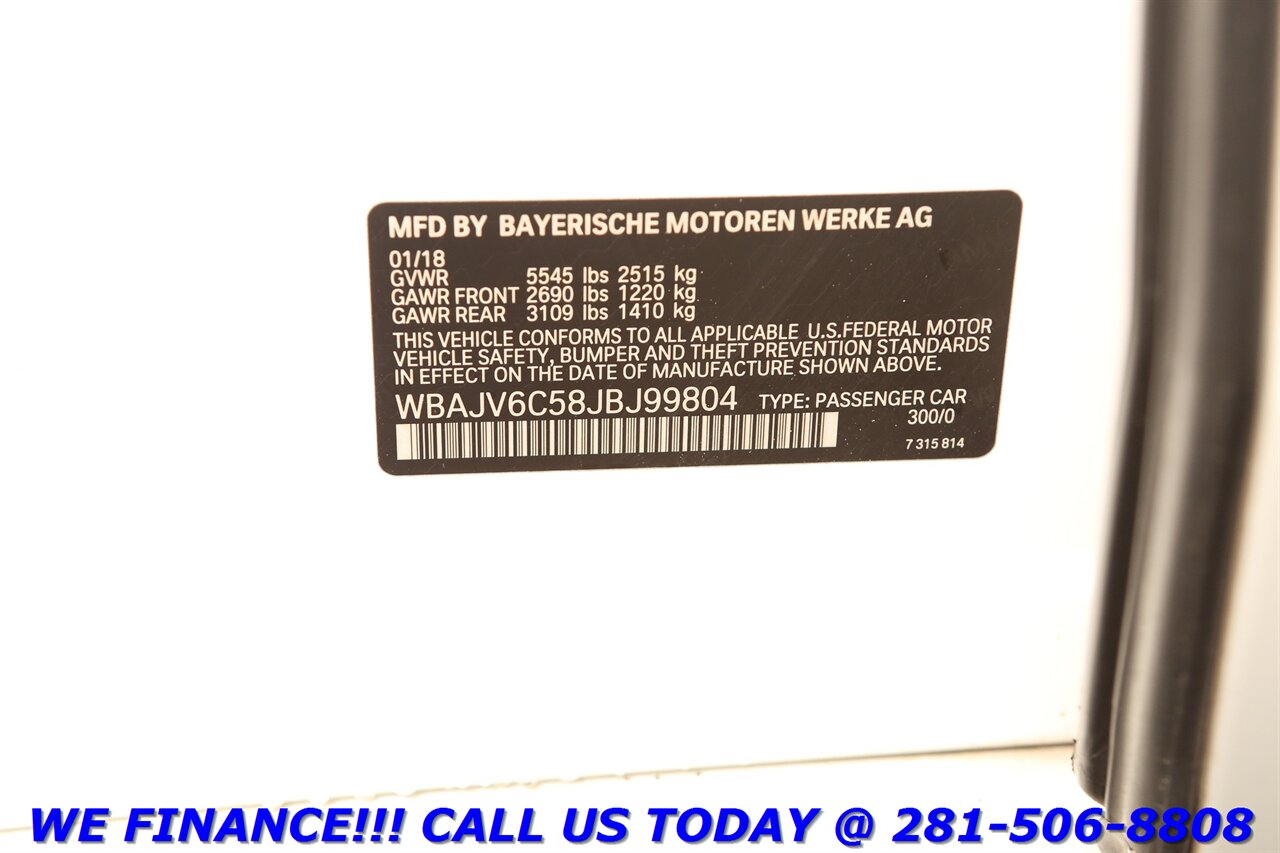 MFD BY BAYERISCHE MOTOREN WERKE AG
01/18
GVWR 5545 lbs 2515 kg
GAWR FRONT 2690 lbs 1220 kg
GAWR REAR 3109 lbs 1410 kg
THIS VEHICLE CONFORMS TO ALL APPLICABLE U.S.FEDERAL MOTOR
VEHICLE SAFETY, BUMPER AND THEFT PREVENTION STANDARDS
IN EFFECT ON THE DATE OF MANUFACTURE SHOWN ABOVE.
WBAJV6C58JBJ99804 TYPE: PASSENGER CAR
300/0
7 315 814
WE FINANCE!!! CALL US TODAY @ 281-506-8808